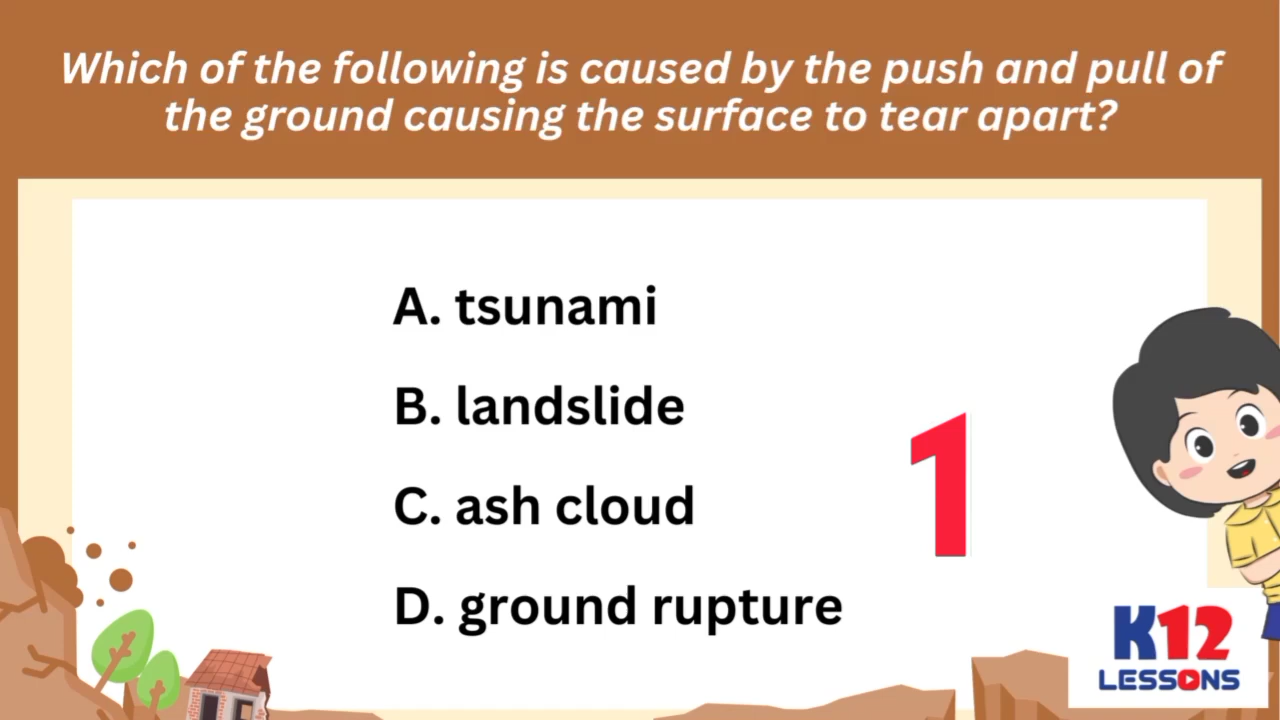 Which of the following is caused by the push and pull of
the ground causing the surface to tear apart?
A. tsunami
B. landslide
C. ash cloud
D. ground rupture
1
K12
LESSONS